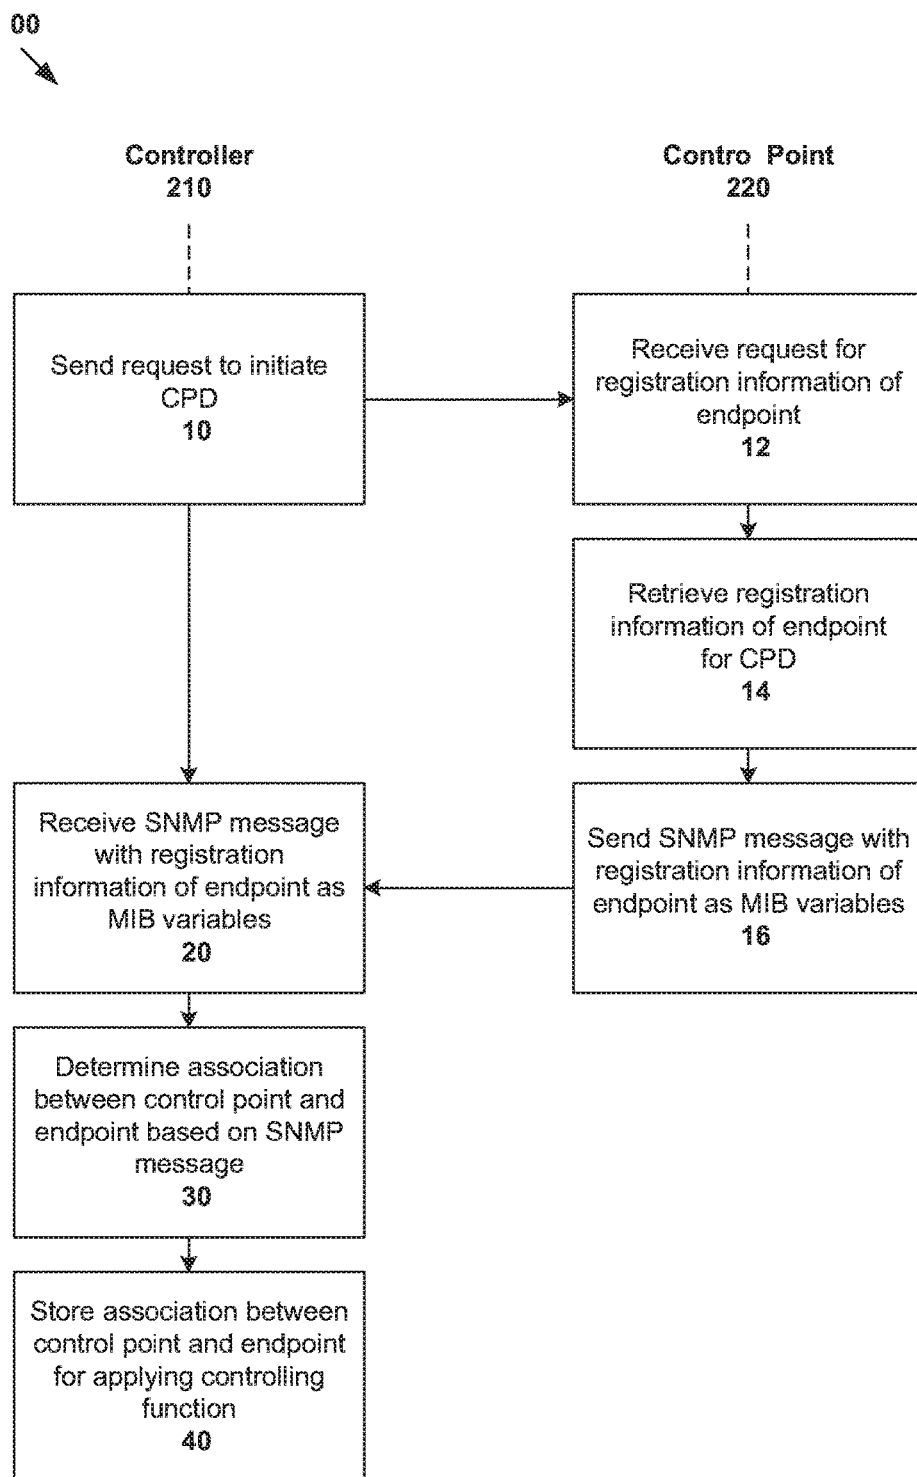 00
Controller
210
Contro Point
220
Send request to initiate
CPD
10
Receive request for
registration information of
endpoint
12
Retrieve registration
information of endpoint
for CPD
14
Send SNMP message with
registration information of
endpoint as MIB variables
16
Receive SNMP message
with registration
information of endpoint as
MIB variables
20
Determine association
between control point and
endpoint based on SNMP
message
30
Store association between
control point and endpoint
for applying controlling
function
40